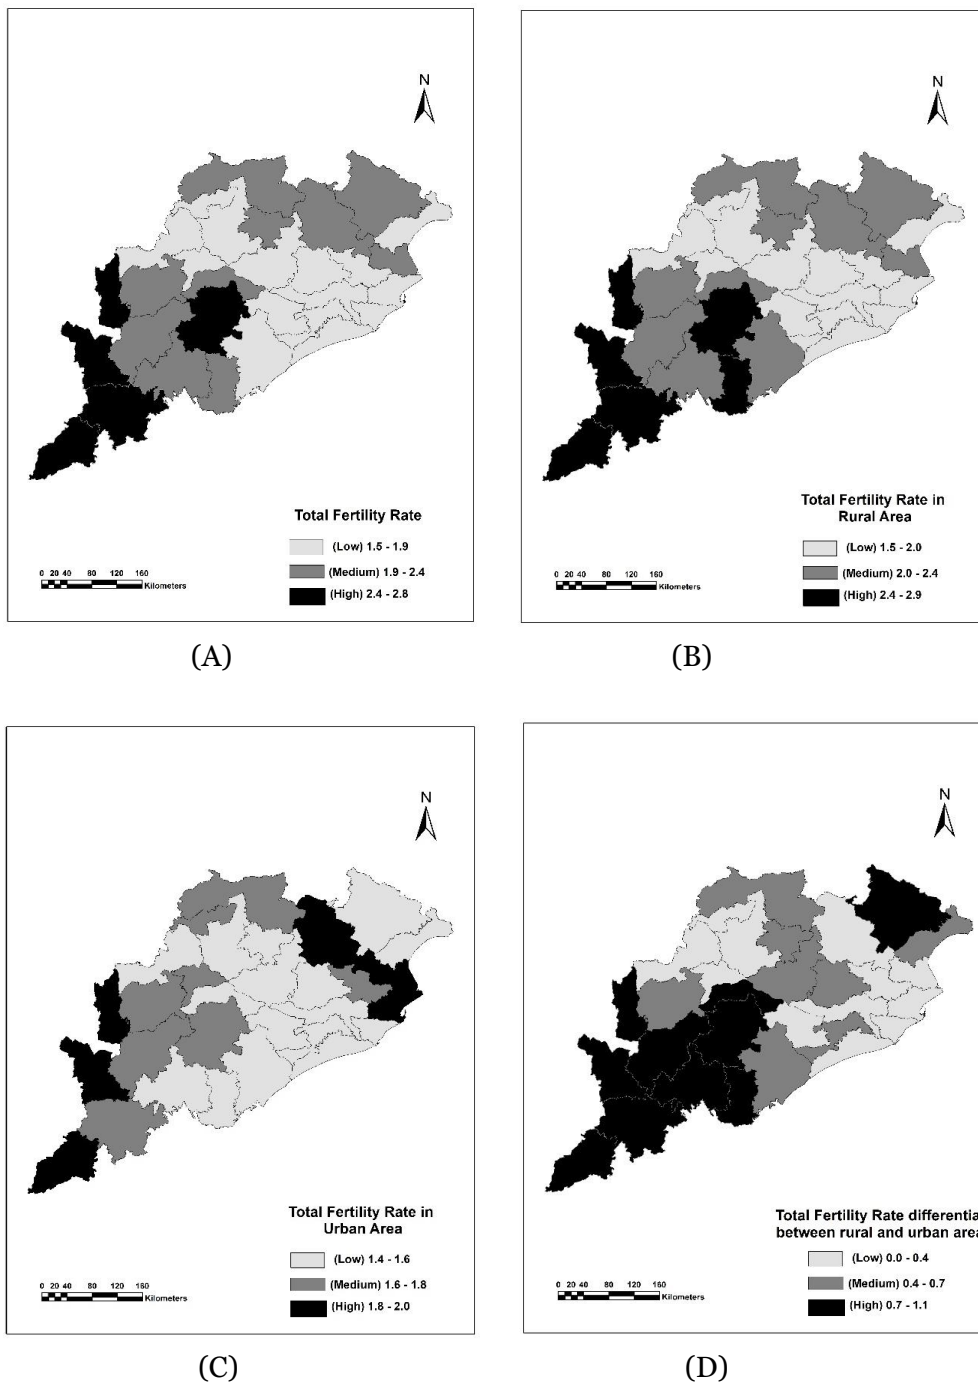 N
Total Fertility Rate
(Low) 1.5 - 1.9
(Medium) 1.9 - 2.4
(High) 2.4 - 2.8
0 20 40 80 120 160
Kilometers
(A)
N
Total Fertility Rate in
Rural Area
(Low) 1.5 - 2.0
(Medium) 2.0 - 2.4
(High) 2.4 - 2.9
0 20 40 80 120 160
Kilometers
(B)
N
Total Fertility Rate in
Urban Area
(Low) 1.4 - 1.6
(Medium) 1.6 - 1.8
(High) 1.8 - 2.0
0 20 40 80 120 160
Kilometers
(C)
N
Total Fertility Rate differentia
between rural and urban area
(Low) 0.0 - 0.4
(Medium) 0.4 - 0.7
(High) 0.7 - 1.1
0 20 40 80 120 160
Kilometers
(D)